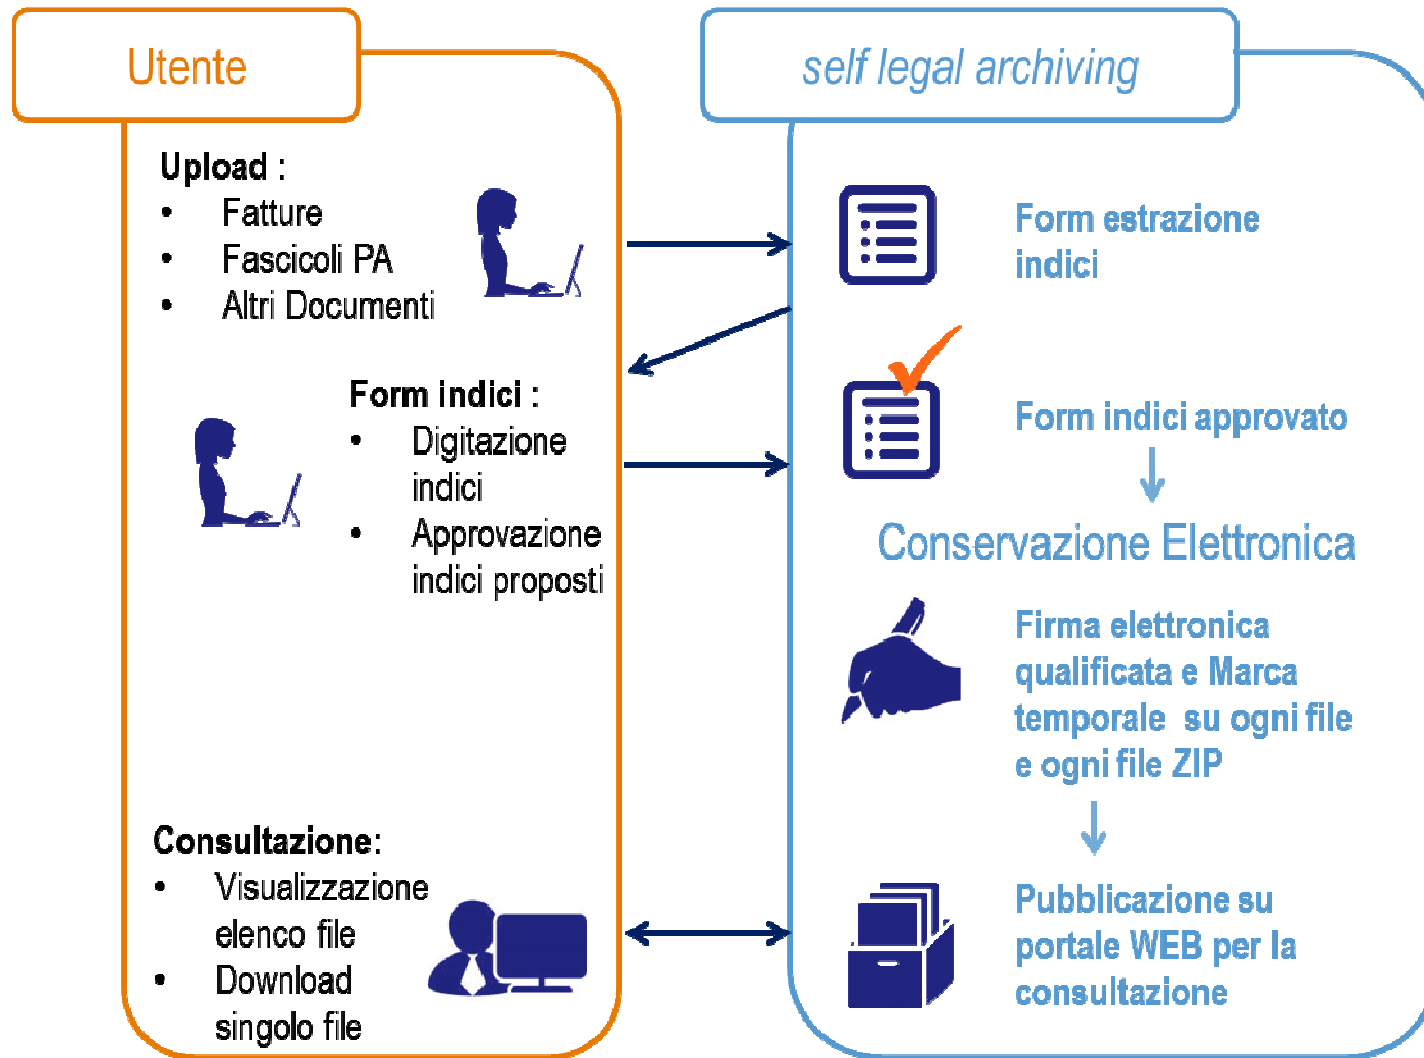 Utente
Upload :
• Fatture
• Fascicoli PA
• Altri Documenti
Form indici :
• Digitazione
indici
• Approvazione
indici proposti
Consultazione:
• Visualizzazione
elenco file
• Download
singolo file
self legal archiving
Form estrazione
indici
Form indici approvato
Conservazione Elettronica
Firma elettronica
qualificata e Marca
temporale su ogni file
e ogni file ZIP
Pubblicazione su
portale WEB per la
consultazione